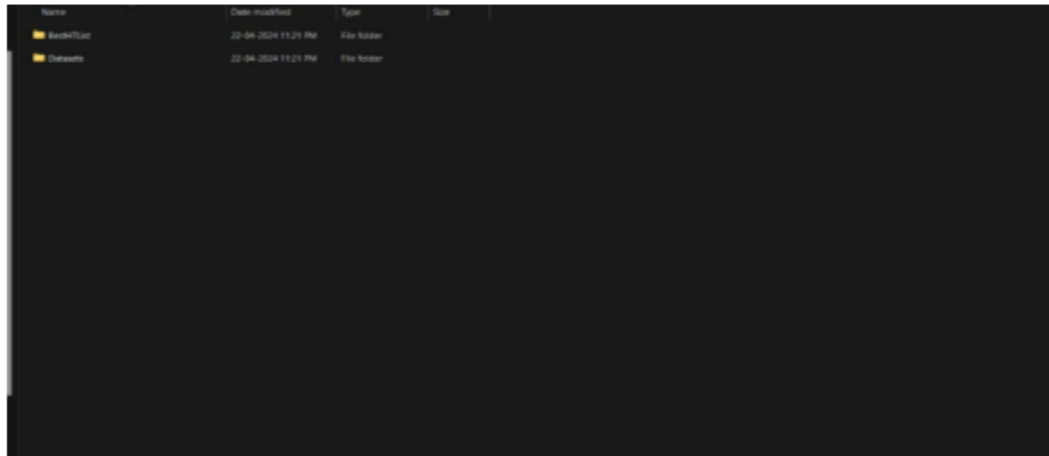 Name Date modified Type Size
22-04-2024 11:21 PM File folder
Datasets 22-04-2024 11:21 PM File folder